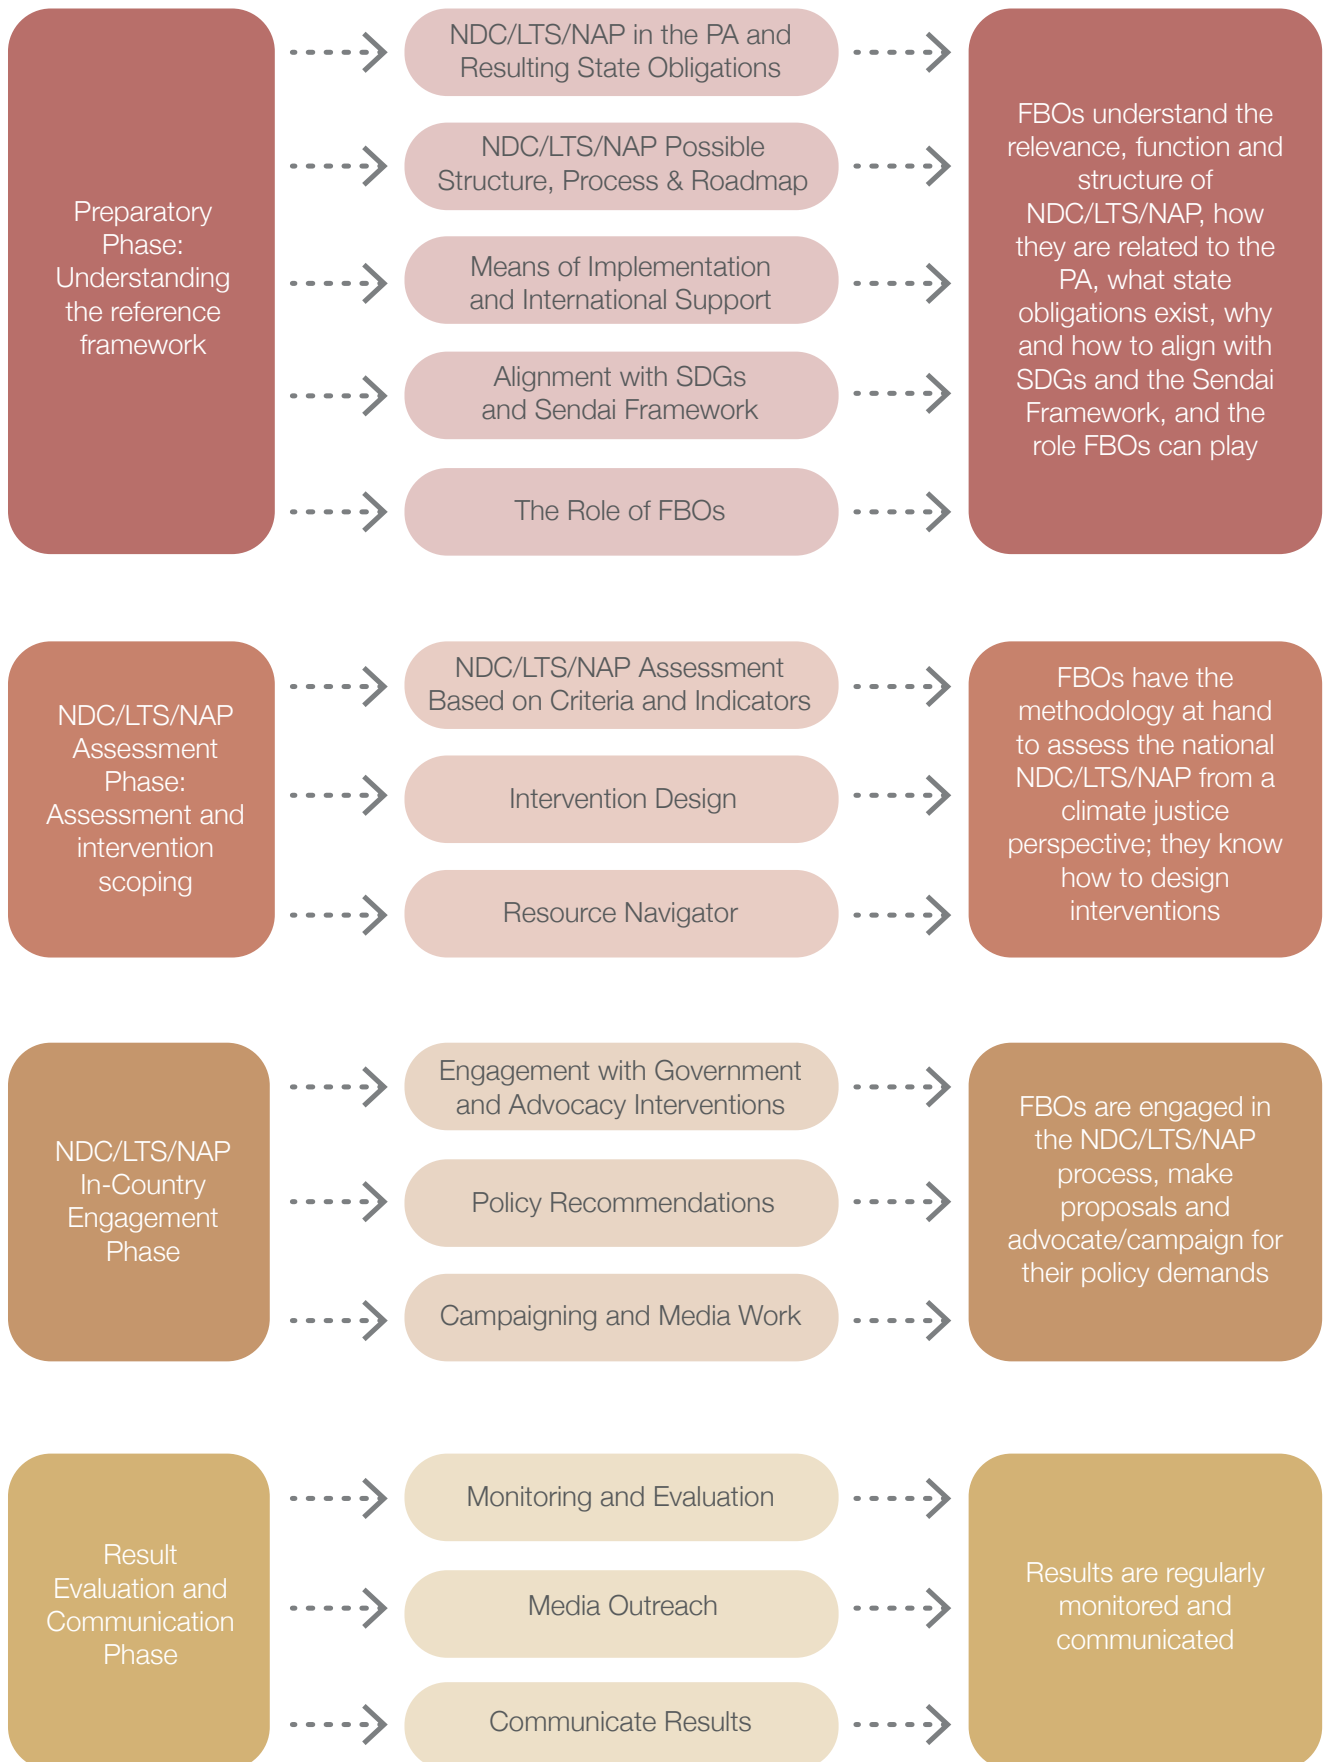 Preparatory
Phase:
Understanding
the reference
framework
NDC/LTS/NAP in the PA and
Resulting State Obligations
NDC/LTS/NAP Possible
Structure, Process & Roadmap
Means of Implementation
and International Support
Alignment with SDGs
and Sendai Framework
The Role of FBOs
FBOs understand the
relevance, function and
structure of
NDC/LTS/NAP, how
they are related to the
PA, what state
obligations exist, why
and how to align with
SDGs and the Sendai
Framework, and the
role FBOs can play
NDC/LTS/NAP
Assessment
Phase:
Assessment and
intervention
scoping
NDC/LTS/NAP Assessment
Based on Criteria and Indicators
Intervention Design
Resource Navigator
FBOs have the
methodology at hand
to assess the national
NDC/LTS/NAP from a
climate justice
perspective; they know
how to design
interventions
NDC/LTS/NAP
In-Country
Engagement
Phase
Engagement with Government
and Advocacy Interventions
Policy Recommendations
Campaigning and Media Work
FBOs are engaged in
the NDC/LTS/NAP
process, make
proposals and
advocate/campaign for
their policy demands
Result
Evaluation and
Communication
Phase
Monitoring and Evaluation
Media Outreach
Communicate Results
Results are regularly
monitored and
communicated